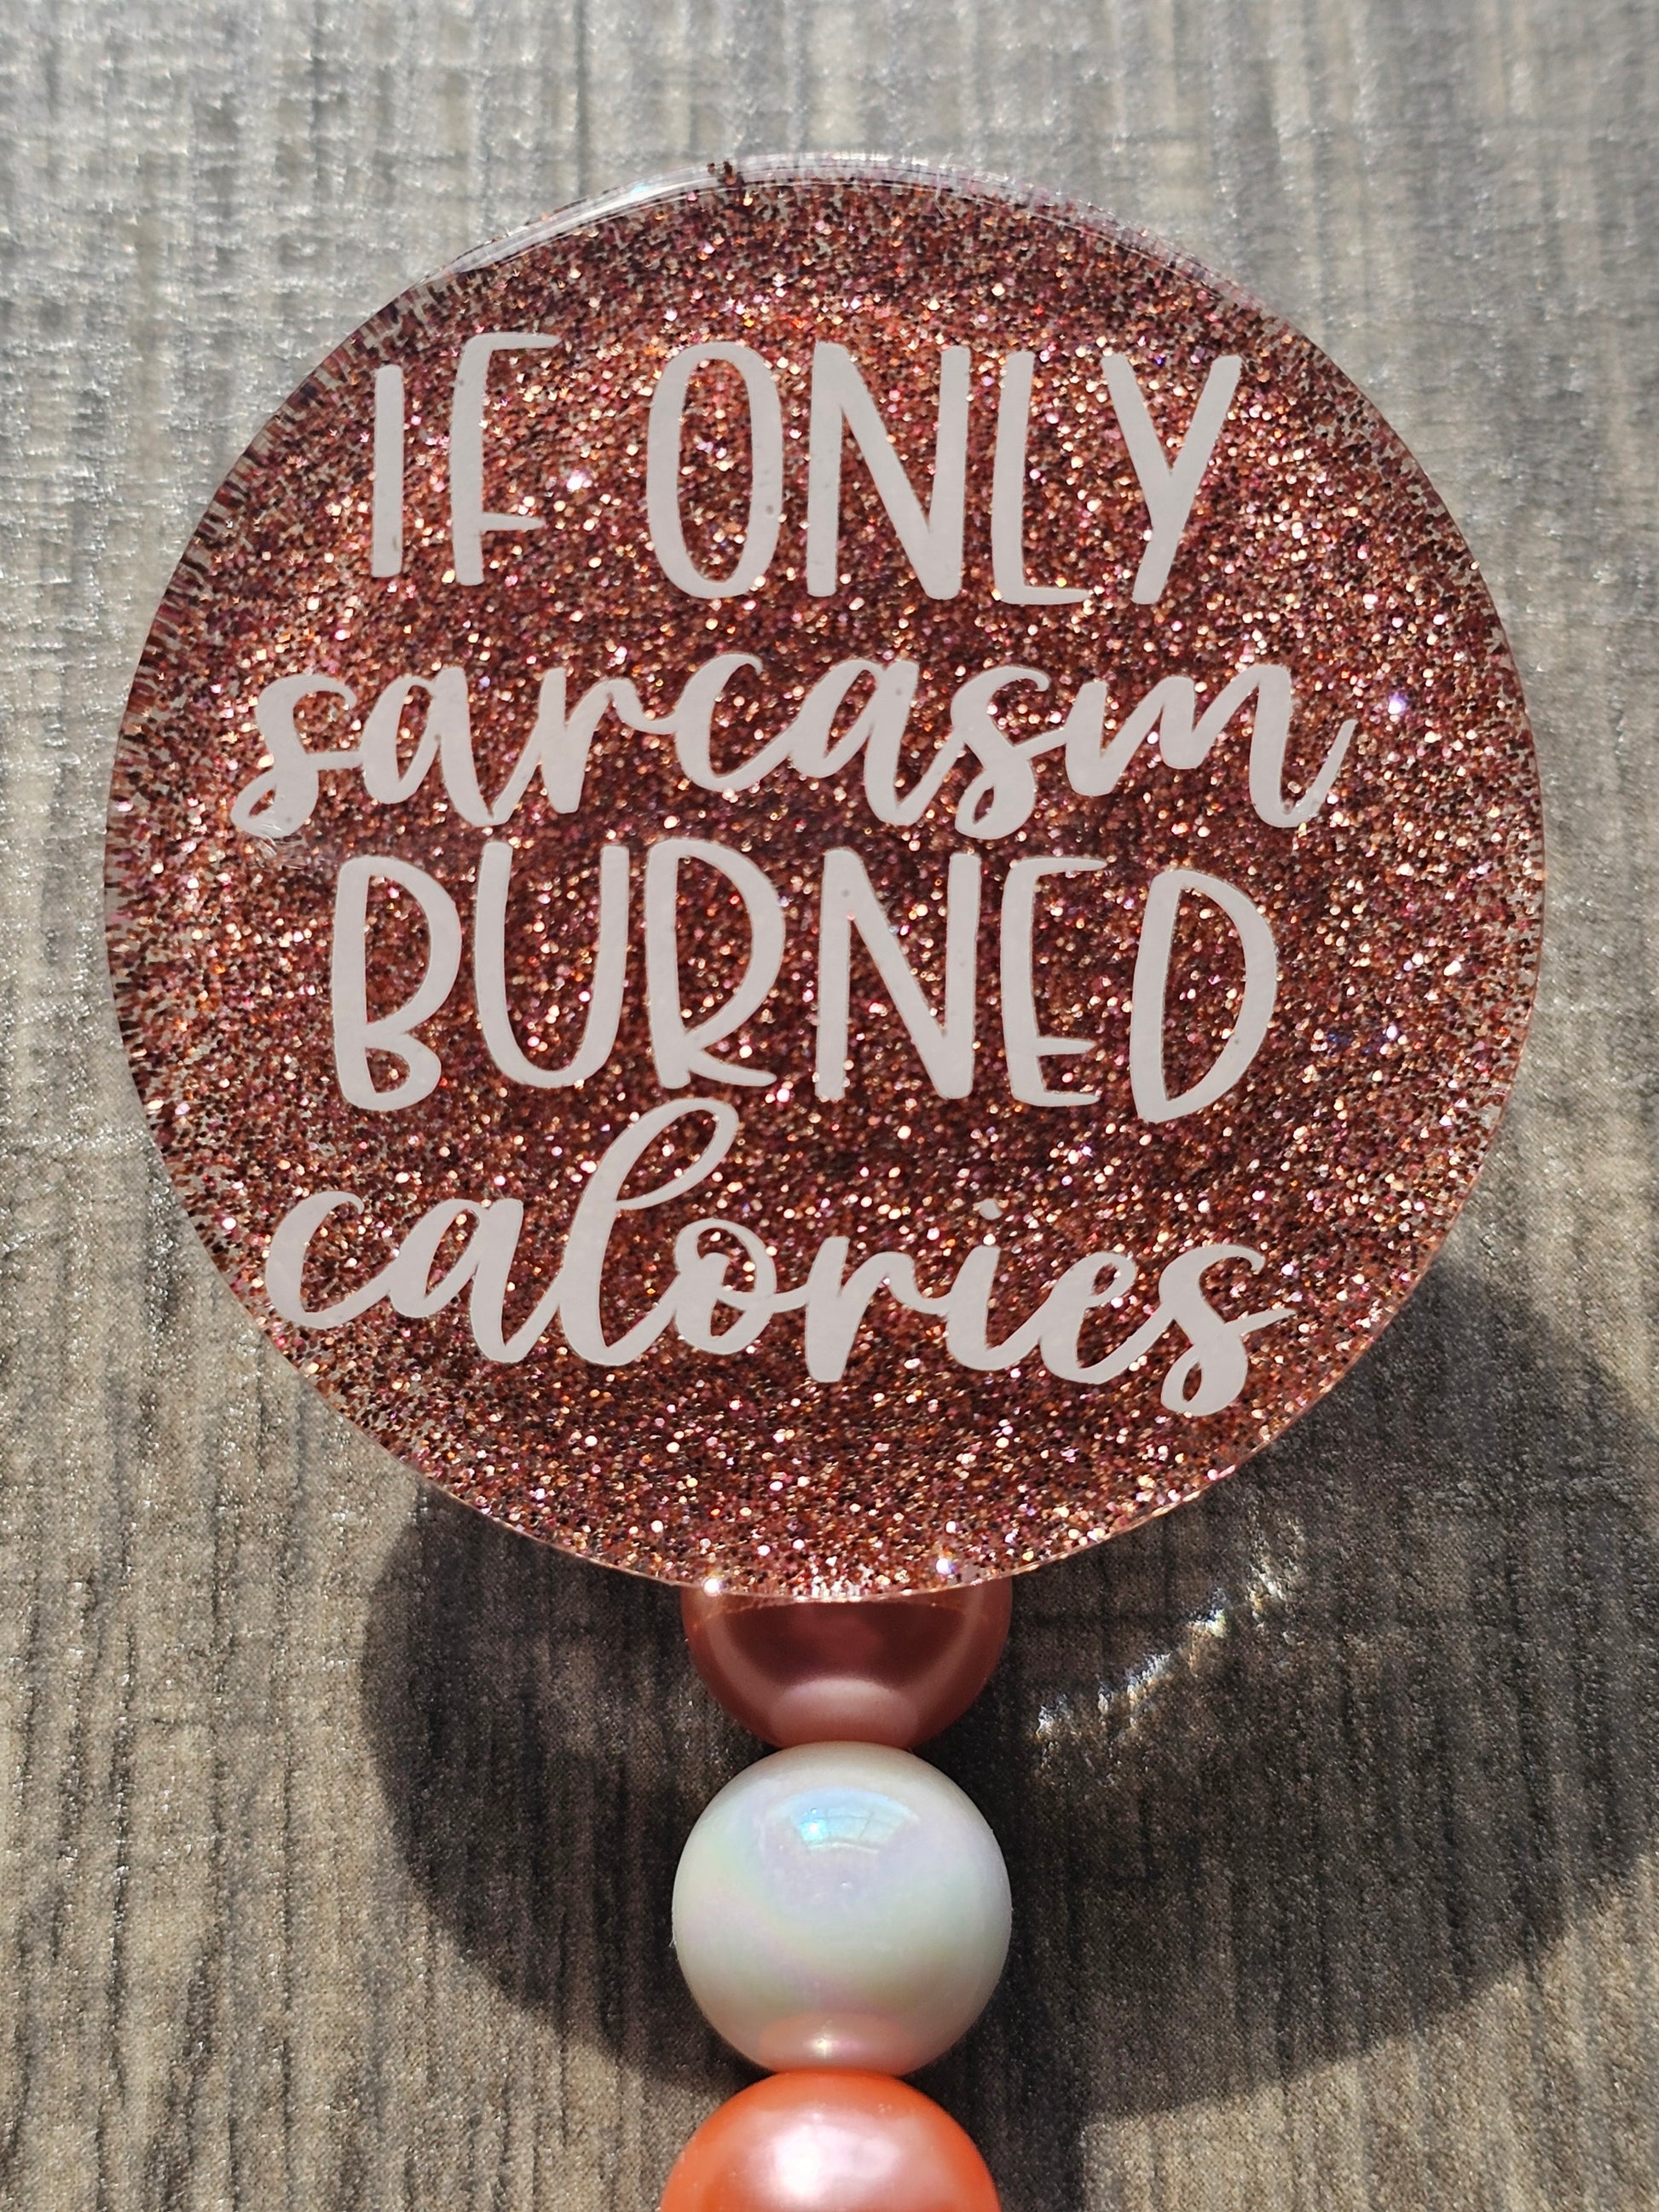 IF ONLY
sarcasm
BURNED
calories